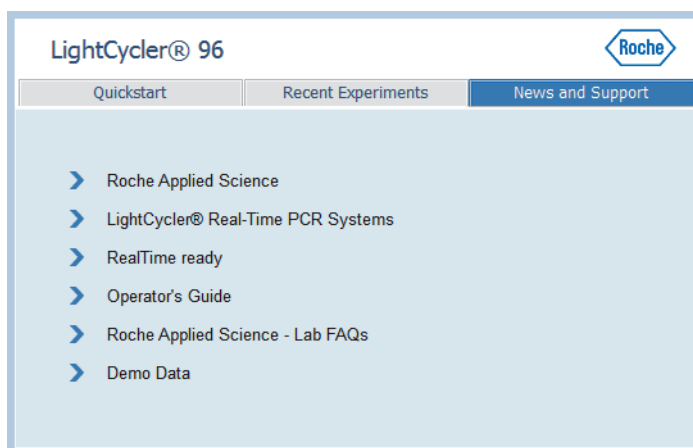 LightCycler® 96
Roche
Quickstart
Recent Experiments
News and Support
Roche Applied Science
LightCycler® Real-Time PCR Systems
RealTime ready
Operator's Guide
Roche Applied Science - Lab FAQs
Demo Data